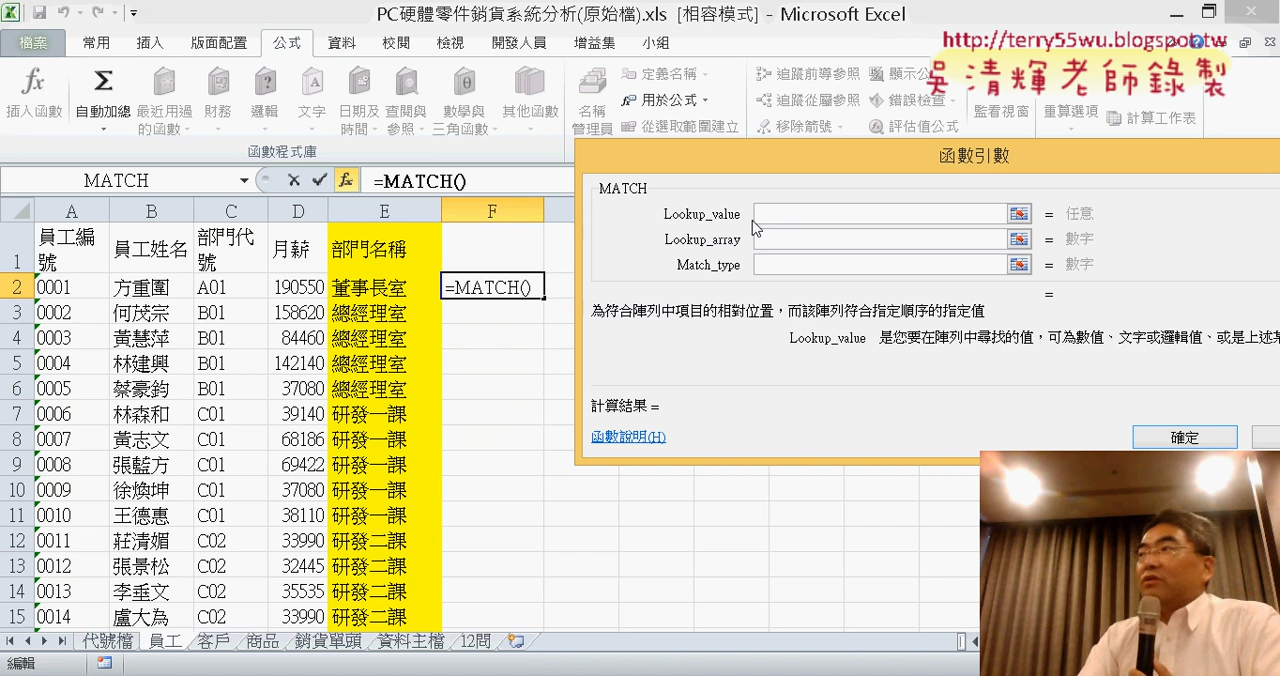 PC硬體零件銷貨系統分析(原始檔).xls [相容模式] - Microsoft Excel
檔案 常用 插入 版面配置 公式 資料 校閱 檢視 開發人員 增益集 小組
http://terry55wu.blogspot.tw
吳清輝老師錄製
fx Σ 定義名稱 追蹤前導參照 顯示公
插入函數 自動加總 最近用過的函數 財務 邏輯 文字 日期及時間 查閱與參照 數學與三角函數 其他函數 名稱管理員 用於公式 追蹤從屬參照 錯誤檢查 監看視窗 重算選項 計算工作表
從選取範圍建立 移除箭號 評估值公式
函數程式庫
MATCH fx =MATCH()
函數引數
MATCH
Lookup_value = 任意
Lookup_array = 數字
Match_type = 數字
=
為符合陣列中項目的相對位置，而該陣列符合指定順序的指定值
Lookup_value 是您要在陣列中尋找的值，可為數值、文字或邏輯值、或是上述
計算結果 =
函數說明(H)
確定
A B C D E F
1 員工編號 員工姓名 部門代號 月薪 部門名稱
2 0001 方重圍 A01 190550 董事長室 =MATCH()
3 0002 何茂宗 B01 158620 總經理室
4 0003 黃慧萍 B01 84460 總經理室
5 0004 林建興 B01 142140 總經理室
6 0005 蔡豪鈞 B01 37080 總經理室
7 0006 林森和 C01 39140 研發一課
8 0007 黃志文 C01 68186 研發一課
9 0008 張藍方 C01 69422 研發一課
10 0009 徐煥坤 C01 37080 研發一課
11 0010 王德惠 C01 38110 研發一課
12 0011 莊清媚 C02 33990 研發二課
13 0012 張景松 C02 32445 研發二課
14 0013 李垂文 C02 35535 研發二課
15 0014 盧大為 C02 33990 研發二課
代號檔 員工 客戶 商品 銷貨單頭 資料主檔 12問
編輯